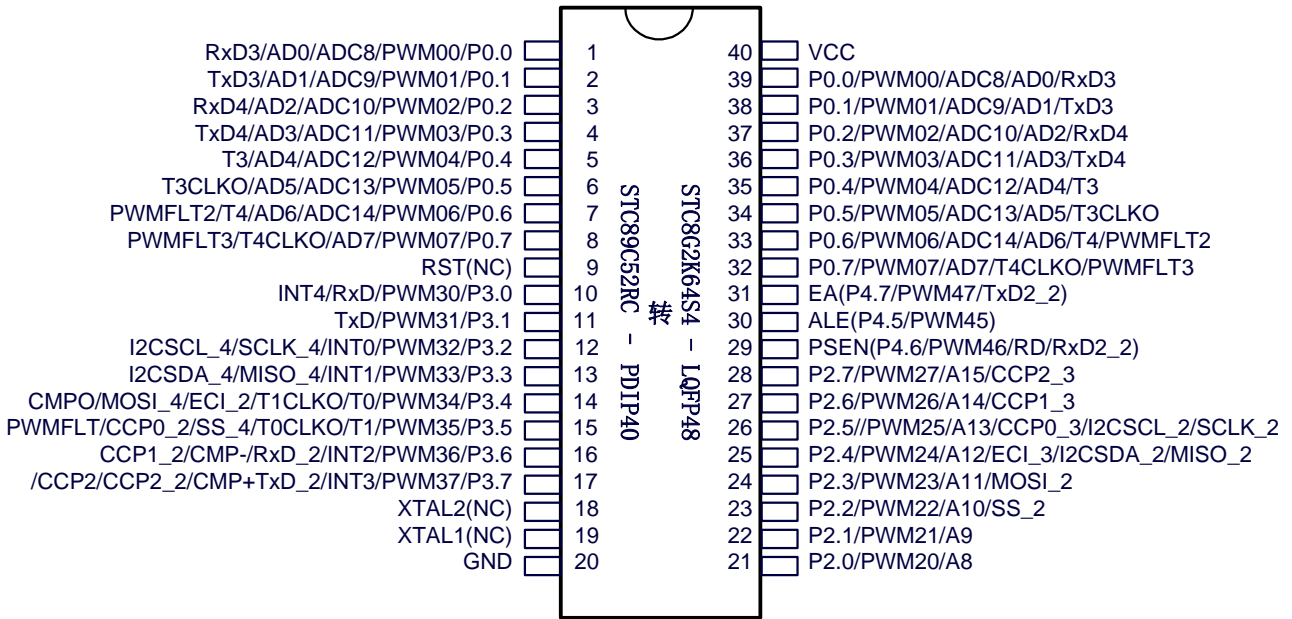 RxD3/AD0/ADC8/PWM00/P0.0 1 40 VCC
TxD3/AD1/ADC9/PWM01/P0.1 2 39 P0.0/PWM00/ADC8/AD0/RxD3
RxD4/AD2/ADC10/PWM02/P0.2 3 38 P0.1/PWM01/ADC9/AD1/TxD3
TxD4/AD3/ADC11/PWM03/P0.3 4 37 P0.2/PWM02/ADC10/AD2/RxD4
T3/AD4/ADC12/PWM04/P0.4 5 36 P0.3/PWM03/ADC11/AD3/TxD4
T3CLKO/AD5/ADC13/PWM05/P0.5 6 35 P0.4/PWM04/ADC12/AD4/T3
PWMFLT2/T4/AD6/ADC14/PWM06/P0.6 7 34 P0.5/PWM05/ADC13/AD5/T3CLKO
PWMFLT3/T4CLKO/AD7/PWM07/P0.7 8 33 P0.6/PWM06/ADC14/AD6/T4/PWMFLT2
RST(NC) 9 32 P0.7/PWM07/AD7/T4CLKO/PWMFLT3
INT4/RxD/PWM30/P3.0 10 31 EA(P4.7/PWM47/TxD2_2)
TxD/PWM31/P3.1 11 30 ALE(P4.5/PWM45)
I2CSCL_4/SCLK_4/INT0/PWM32/P3.2 12 29 PSEN(P4.6/PWM46/RD/RxD2_2)
I2CSDA_4/MISO_4/INT1/PWM33/P3.3 13 28 P2.7/PWM27/A15/CCP2_3
CMPO/MOSI_4/ECI_2/T1CLKO/T0/PWM34/P3.4 14 27 P2.6/PWM26/A14/CCP1_3
PWMFLT/CCP0_2/SS_4/T0CLKO/T1/PWM35/P3.5 15 26 P2.5//PWM25/A13/CCP0_3/I2CSCL_2/SCLK_2
CCP1_2/CMP-/RxD_2/INT2/PWM36/P3.6 16 25 P2.4/PWM24/A12/ECI_3/I2CSDA_2/MISO_2
/CCP2/CCP2_2/CMP+TxD_2/INT3/PWM37/P3.7 17 24 P2.3/PWM23/A11/MOSI_2
XTAL2(NC) 18 23 P2.2/PWM22/A10/SS_2
XTAL1(NC) 19 22 P2.1/PWM21/A9
GND 20 21 P2.0/PWM20/A8
STC8G2K64S4 - LQFP48
转
STC89C52RC - PDIP40